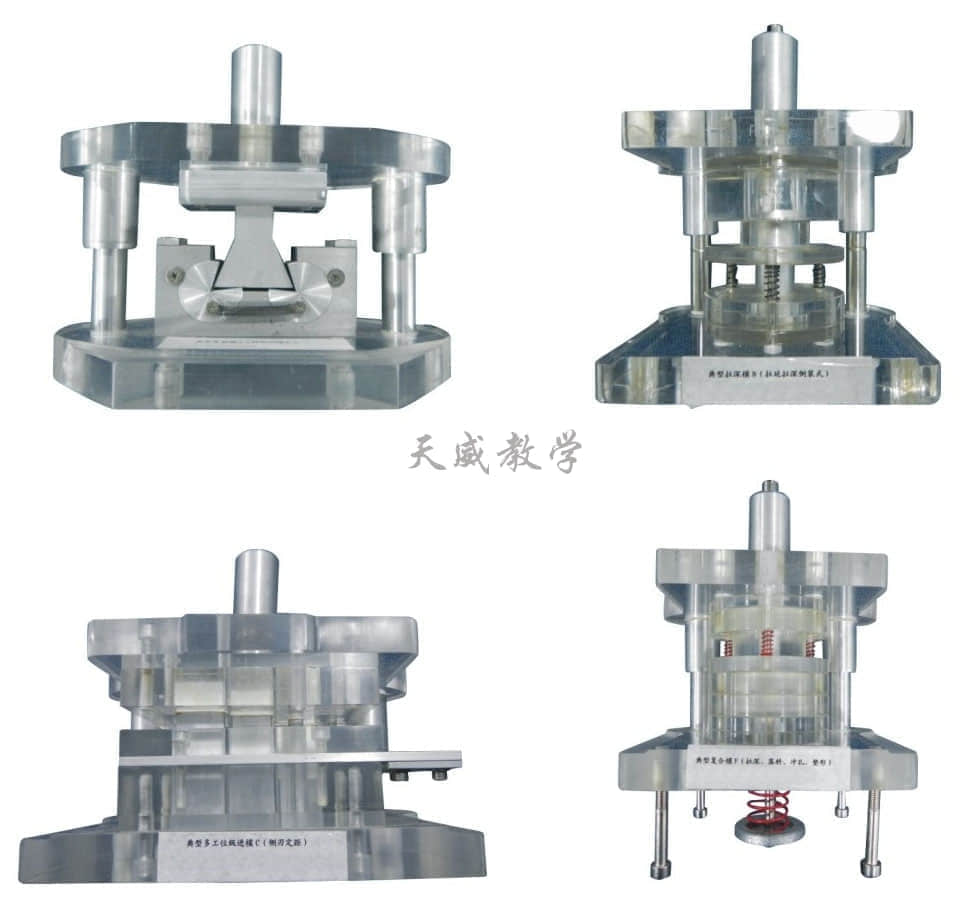 典型拉深模B(拉延拉深倒装式)
天威教学
典型复合模F(拉深、落料、冲孔、整形)
典型多工位级进模C(侧刃定距)